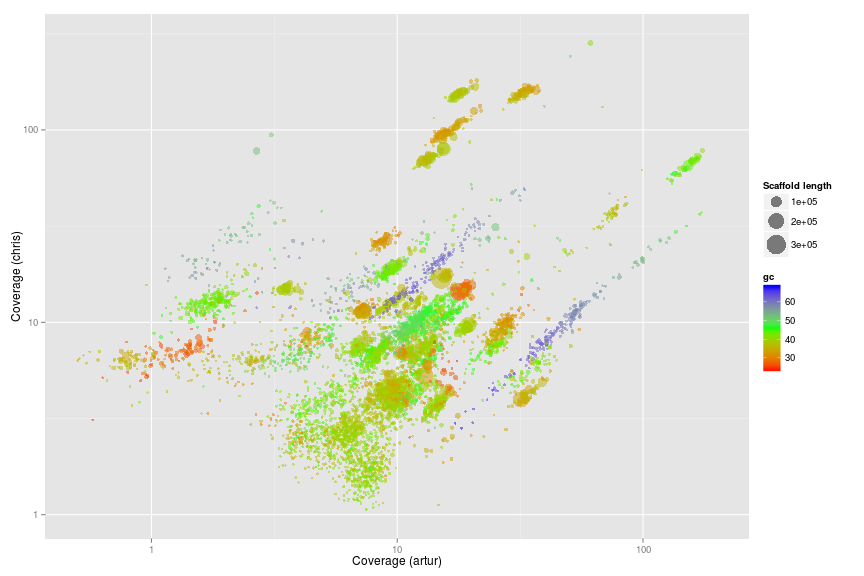 Coverage (chris)
100
10
1
1
10
100
Coverage (artur)
Scaffold length
1e+05
2e+05
3e+05
gc
60
50
40
30